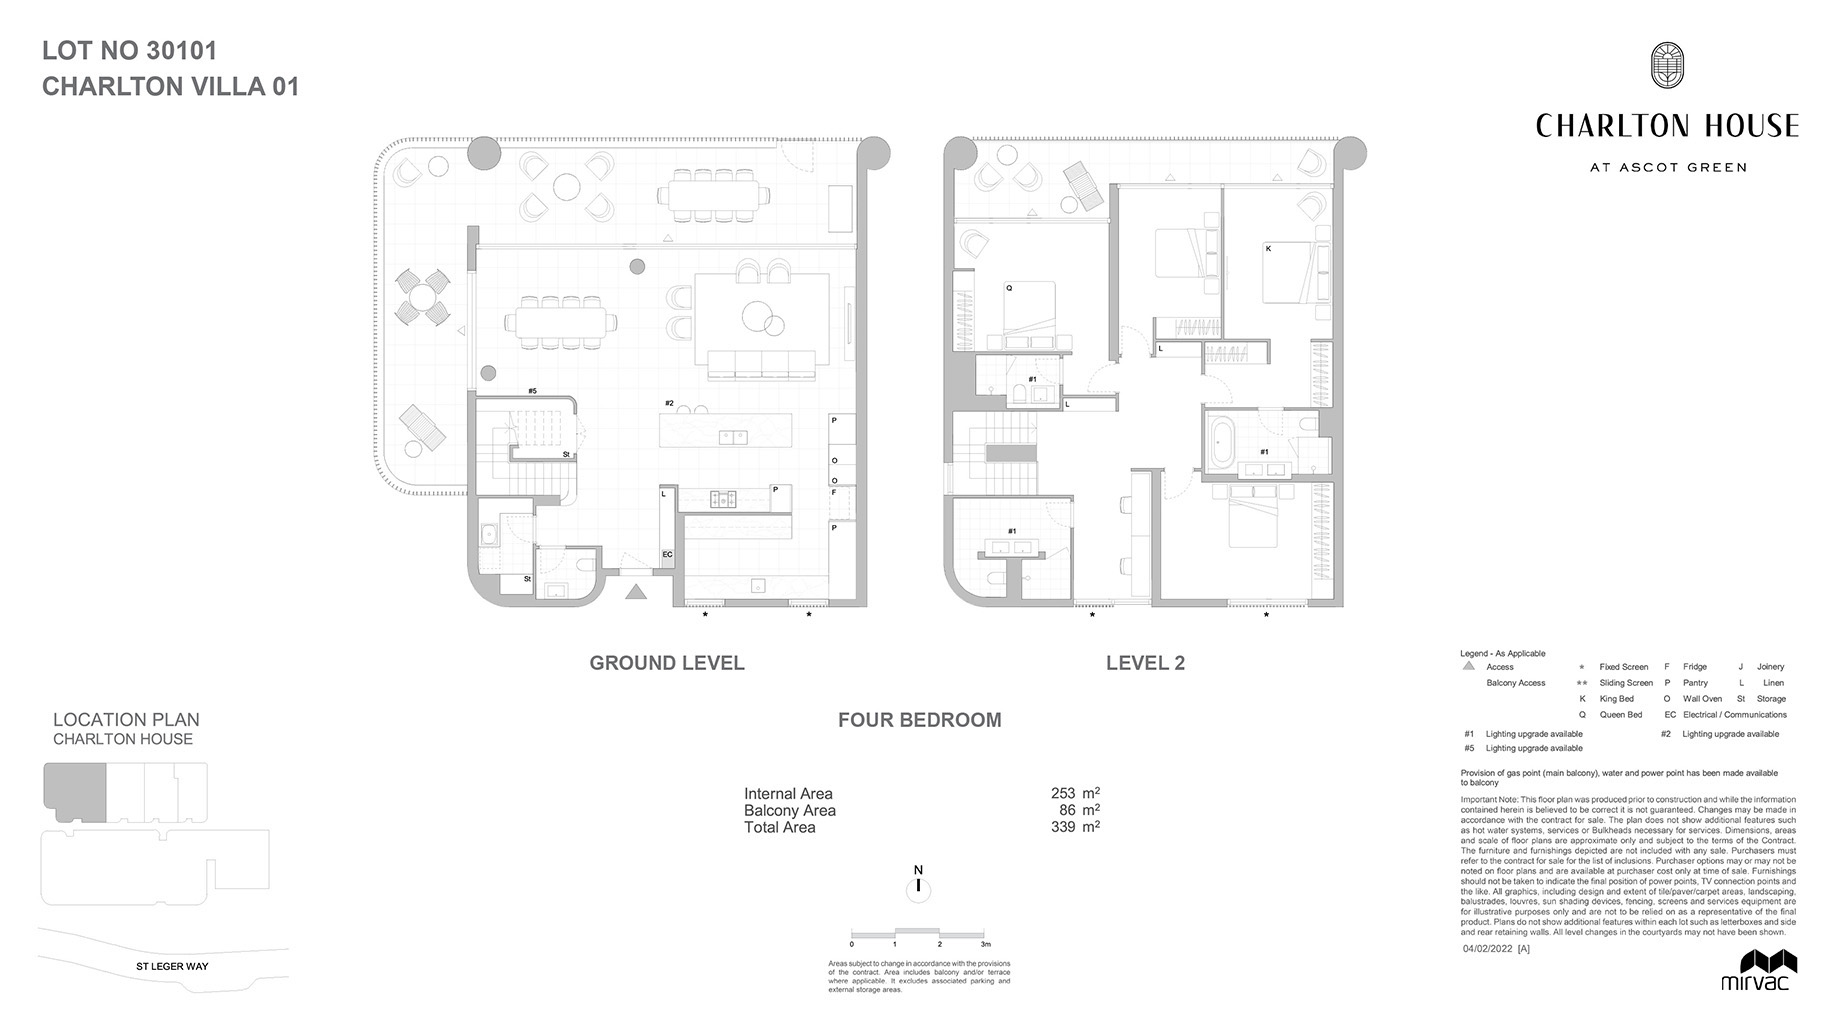 LOT NO 30101
CHARLTON VILLA 01
CHARLTON HOUSE
AT ASCOT GREEN
#5
#2
St
L
EC
St
P
P
O
O
F
P
*
*
GROUND LEVEL
K
Q
L
#1
L
#1
#1
*
*
LEVEL 2
FOUR BEDROOM
Internal Area 253 m²
Balcony Area 86 m²
Total Area 339 m²
N
0 1 2 3m
Areas subject to change in accordance with the provisions
of the contract. Area includes balcony and/or terrace
where applicable. It excludes associated parking and
external storage areas.
LOCATION PLAN
CHARLTON HOUSE
ST LEGER WAY
Legend - As Applicable
Access * Fixed Screen F Fridge J Joinery
Balcony Access ** Sliding Screen P Pantry L Linen
K King Bed O Wall Oven St Storage
Q Queen Bed EC Electrical / Communications
#1 Lighting upgrade available #2 Lighting upgrade available
#5 Lighting upgrade available
Provision of gas point (main balcony), water and power point has been made available
to balcony
Important Note: This floor plan was produced prior to construction and while the information
contained herein is believed to be correct it is not guaranteed. Changes may be made in
accordance with the contract for sale. The plan does not show additional features such
as hot water systems, services or Bulkheads necessary for services. Dimensions, areas
and scale of floor plans are approximate only and subject to the terms of the Contract.
The furniture and furnishings depicted are not included with any sale. Purchasers must
refer to the contract for sale for the list of inclusions. Purchaser options may or may not be
noted on floor plans and are available at purchaser cost only at time of sale. Furnishings
should not be taken to indicate the final position of power points, TV connection points and
the like. All graphics, including design and extent of tile/paver/carpet areas, landscaping,
balustrades, louvres, sun shading devices, fencing, screens and services equipment are
for illustrative purposes only and are not to be relied on as a representative of the final
product. Plans do not show additional features within each lot such as letterboxes and side
and rear retaining walls. All level changes in the courtyards may not have been shown.
04/02/2022 [A]
mirvac